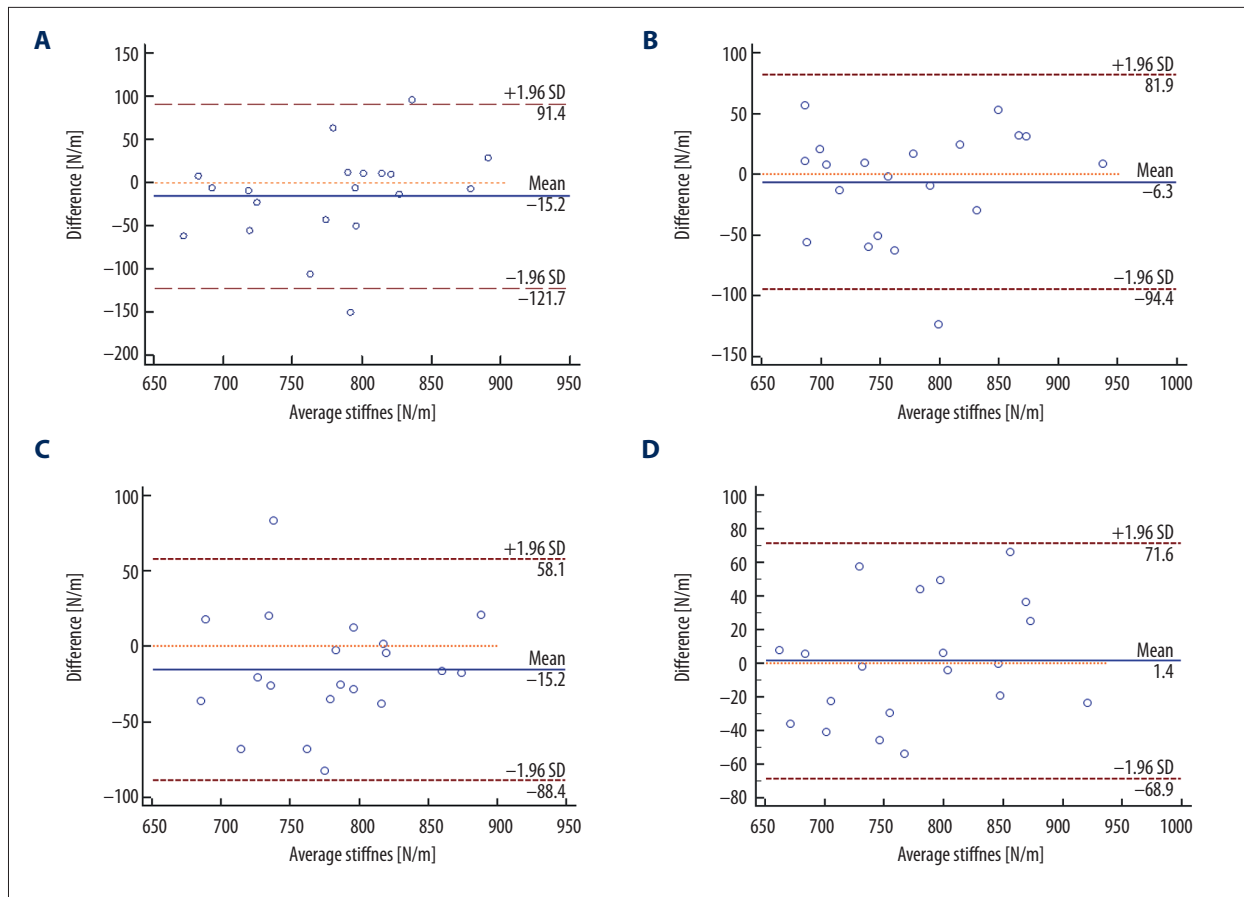 A
150
100
50
0
−50
−100
−150
−200
Difference [N/m]
+1.96 SD
91.4
Mean
−15.2
−1.96 SD
−121.7
650 700 750 800 850 900 950
Average stiffnes [N/m]
B
100
50
0
−50
−100
−150
Difference [N/m]
+1.96 SD
81.9
Mean
−6.3
−1.96 SD
−94.4
650 700 750 800 850 900 950 1000
Average stiffnes [N/m]
C
100
50
0
−50
−100
Difference [N/m]
+1.96 SD
58.1
Mean
−15.2
−1.96 SD
−88.4
650 700 750 800 850 900 950
Average stiffnes [N/m]
D
100
80
60
40
20
0
−20
−40
−60
−80
Difference [N/m]
+1.96 SD
71.6
Mean
1.4
−1.96 SD
−68.9
650 700 750 800 850 900 950 1000
Average stiffnes [N/m]